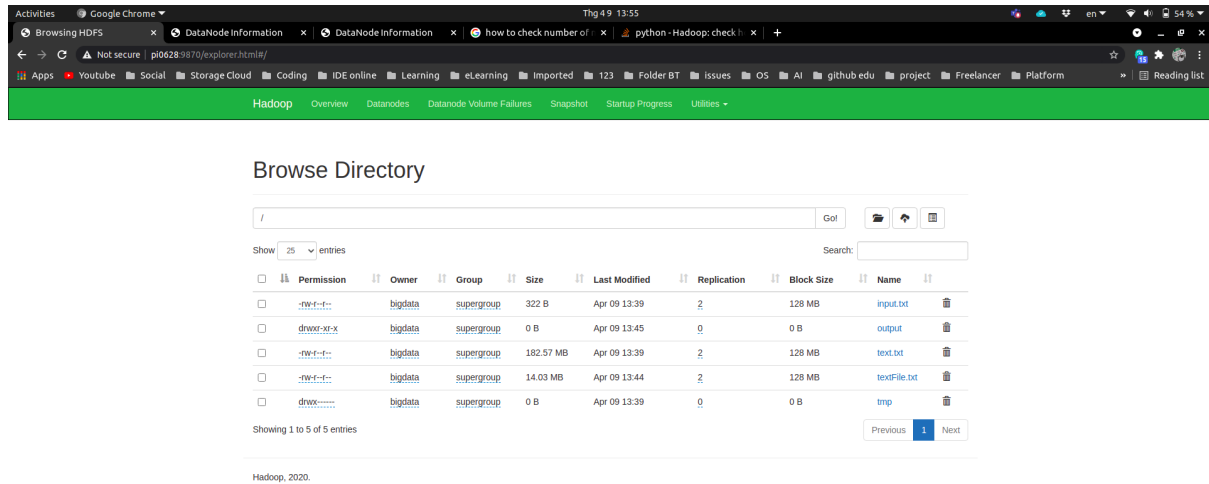 Activities Google Chrome Thg 4 9 13:55 en 54 %
Browsing HDFS DataNode Information DataNode Information how to check number of python - Hadoop: check h
Not secure | pi0628:9870/explorer.html#/
Apps Youtube Social Storage Cloud Coding IDE online Learning eLearning Imported 123 Folder BT issues OS AI github edu project Freelancer Platform » Reading list
Hadoop Overview Datanodes Datanode Volume Failures Snapshot Startup Progress Utilities
Browse Directory
/ Go!
Show 25 entries Search:
Permission Owner Group Size Last Modified Replication Block Size Name
-rw-r--r-- bigdata supergroup 322 B Apr 09 13:39 2 128 MB input.txt
drwxr-xr-x bigdata supergroup 0 B Apr 09 13:45 0 0 B output
-rw-r--r-- bigdata supergroup 182.57 MB Apr 09 13:39 2 128 MB text.txt
-rw-r--r-- bigdata supergroup 14.03 MB Apr 09 13:44 2 128 MB textFile.txt
drwx------ bigdata supergroup 0 B Apr 09 13:39 0 0 B tmp
Showing 1 to 5 of 5 entries Previous 1 Next
Hadoop, 2020.